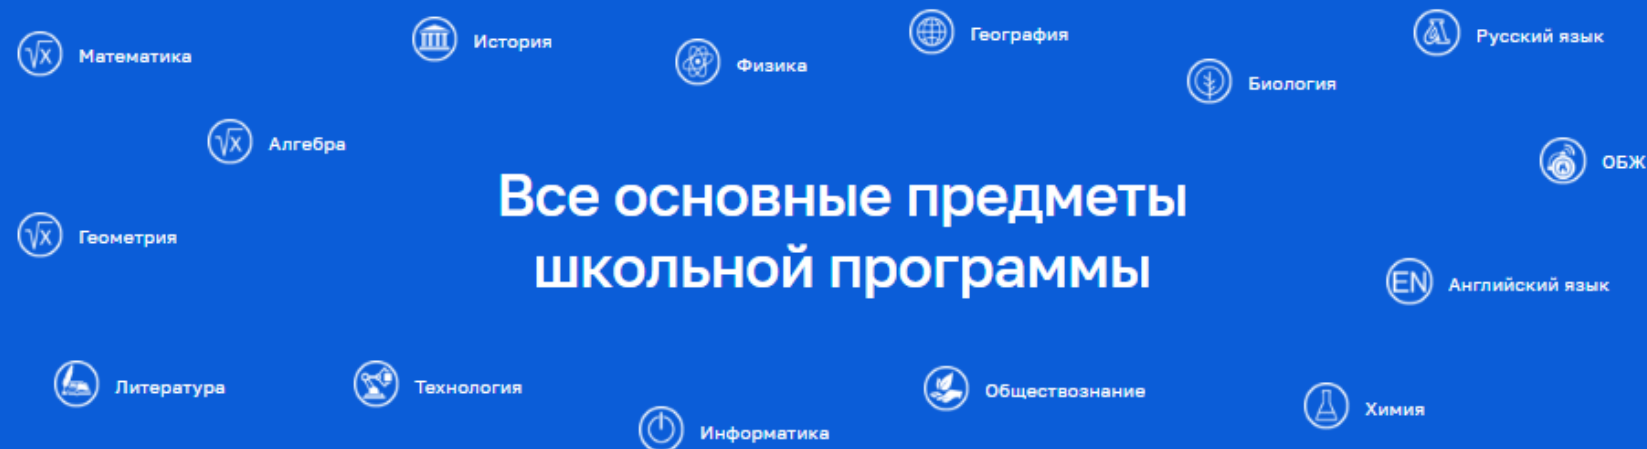 Математика
История
Физика
География
Биология
Русский язык
Алгебра
ОБЖ
Все основные предметы
школьной программы
Геометрия
EN Английский язык
Литература
Технология
Информатика
Обществознание
Химия